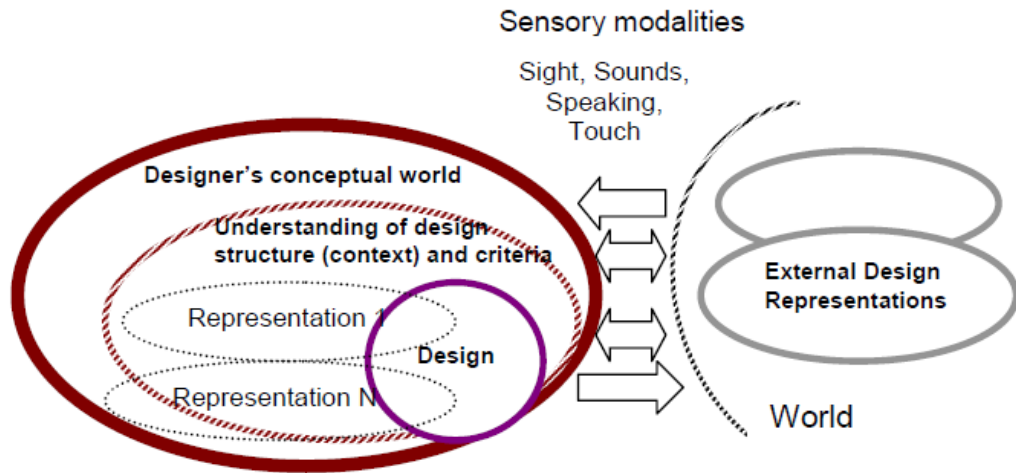 Sensory modalities
Sight, Sounds,
Speaking,
Touch
Designer's conceptual world
Understanding of design
structure (context) and criteria
Representation 1
Design
Representation N
External Design
Representations
World